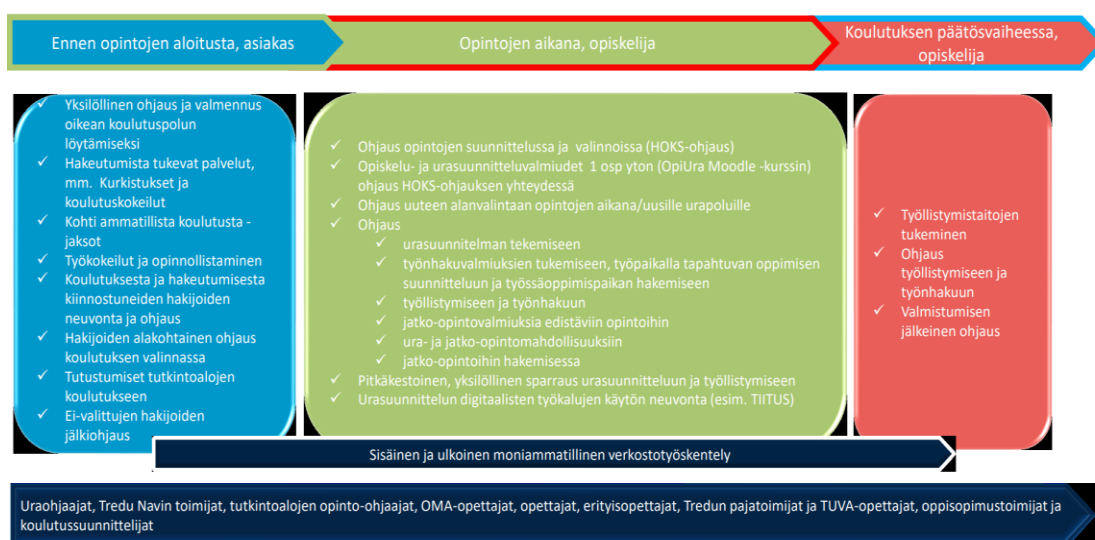 Ennen opintojen aloitusta, asiakas
Opintojen aikana, opiskelija
Koulutuksen päätösvaiheessa,
opiskelija
✓ Yksilöllinen ohjaus ja valmennus
oikean koulutuspolun
löytämiseksi
✓ Hakeutumista tukevat palvelut,
mm. Kurkistukset ja
koulutuskokeilut
✓ Kohti ammatillista koulutusta -
jaksot
✓ Työkokeilut ja opinnollistaminen
✓ Koulutuksesta ja hakeutumisesta
kiinnostuneiden hakijoiden
neuvonta ja ohjaus
✓ Hakijoiden alakohtainen ohjaus
koulutuksen valinnassa
✓ Tutustumiset tutkintoalojen
koulutukseen
✓ Ei-valittujen hakijoiden
jälkiohjaus
✓ Ohjaus opintojen suunnittelussa ja valinnoissa (HOKS-ohjaus)
✓ Opiskelu- ja urasuunnitteluvalmiudet 1 osp yton (OpiUra Moodle -kurssin)
ohjaus HOKS-ohjauksen yhteydessä
✓ Ohjaus uuteen alanvalintaan opintojen aikana/uusille urapoluille
✓ Ohjaus
✓ urasuunnitelman tekemiseen
✓ työnhakuvalmiuksien tukemiseen, työpaikalla tapahtuvan oppimisen
suunnitteluun ja työssäoppimispaikan hakemiseen
✓ työllistymiseen ja työnhakuun
✓ jatko-opintovalmiuksia edistäviin opintoihin
✓ ura- ja jatko-opintomahdollisuuksiin
✓ jatko-opintoihin hakemisessa
✓ Pitkäkestoinen, yksilöllinen sparraus urasuunnitteluun ja työllistymiseen
✓ Urasuunnittelun digitaalisten työkalujen käytön neuvonta (esim. TIITUS)
✓ Työllistymistaitojen
tukeminen
✓ Ohjaus
työllistymiseen ja
työnhakuun
✓ Valmistumisen
jälkeinen ohjaus
Sisäinen ja ulkoinen moniammatillinen verkostotyöskentely
Uraohjaajat, Tredu Navin toimijat, tutkintoalojen opinto-ohjaajat, OMA-opettajat, opettajat, erityisopettajat, Tredun pajatoimijat ja TUVA-opettajat, oppisopimustoimijat ja
koulutussuunnittelijat